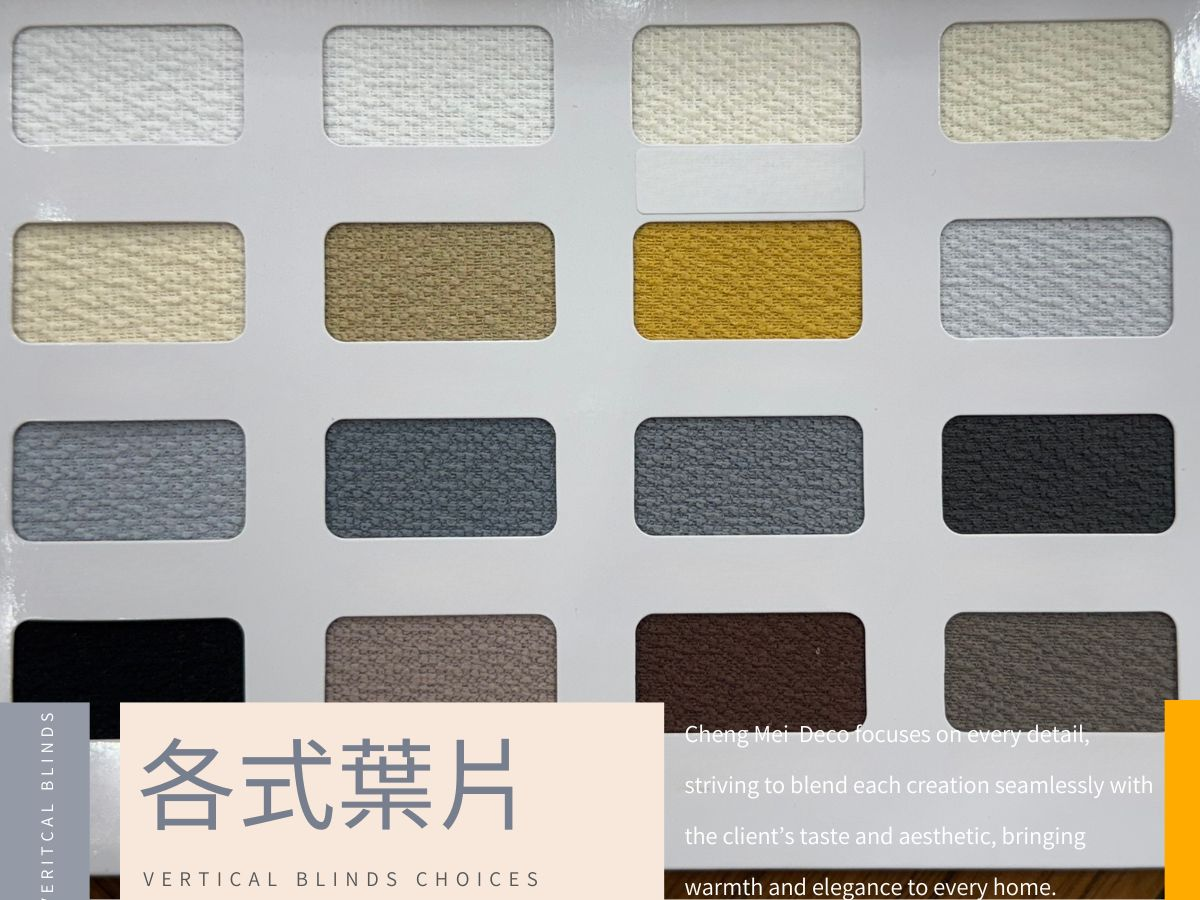 VERITCAL BLINDS
各式葉片
VERTICAL BLINDS CHOICES
Cheng Mei Deco focuses on every detail,
striving to blend each creation seamlessly with
the client’s taste and aesthetic, bringing
warmth and elegance to every home.